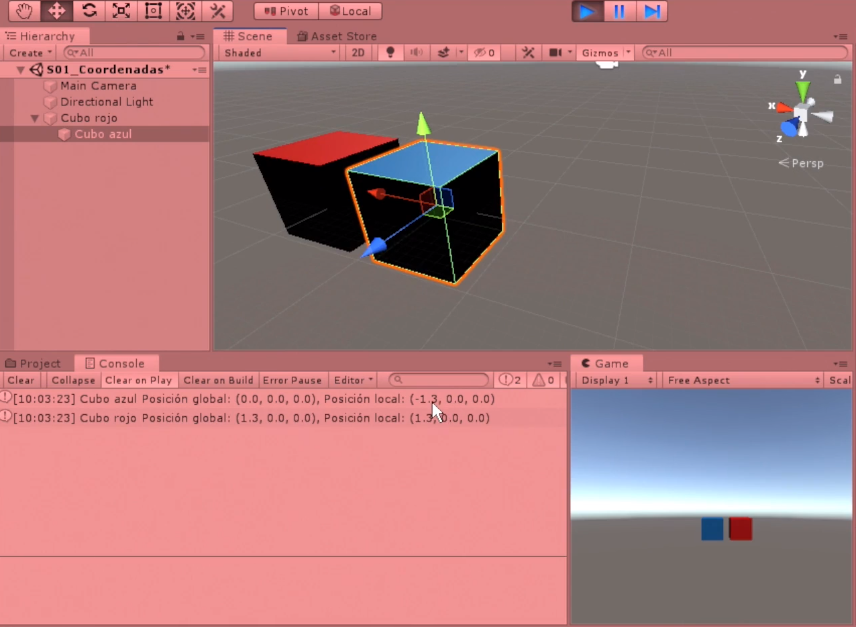 Pivot Local
Hierarchy
Create All
S01_Coordenadas*
Main Camera
Directional Light
Cubo rojo
Cubo azul
Scene Asset Store
Shaded 2D 0 Gizmos All
y
x
z
Persp
Project Console
Clear Collapse Clear on Play Clear on Build Error Pause Editor 2 0
[10:03:23] Cubo azul Posición global: (0.0, 0.0, 0.0), Posición local: (-1.3, 0.0, 0.0)
[10:03:23] Cubo rojo Posición global: (1.3, 0.0, 0.0), Posición local: (1.3, 0.0, 0.0)
Game
Display 1 Free Aspect Scal